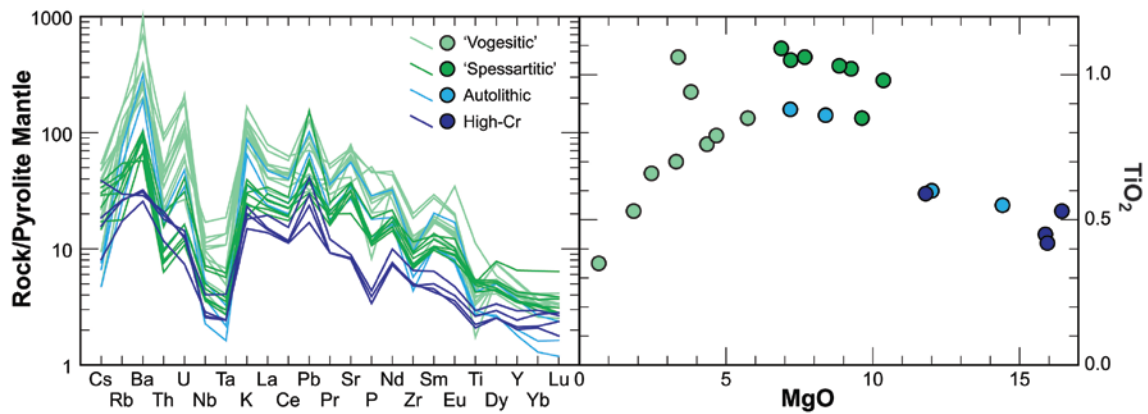 Rock/Pyrolite Mantle
1000
100
10
1
'Vogesitic'
'Spessartitic'
Autolithic
High-Cr
Cs Ba U Ta La Pb Sr Nd Sm Ti Y Lu
Rb Th Nb K Ce Pr P Zr Eu Dy Yb
0 5 10 15
MgO
1.0
0.5
0.0
TiO2